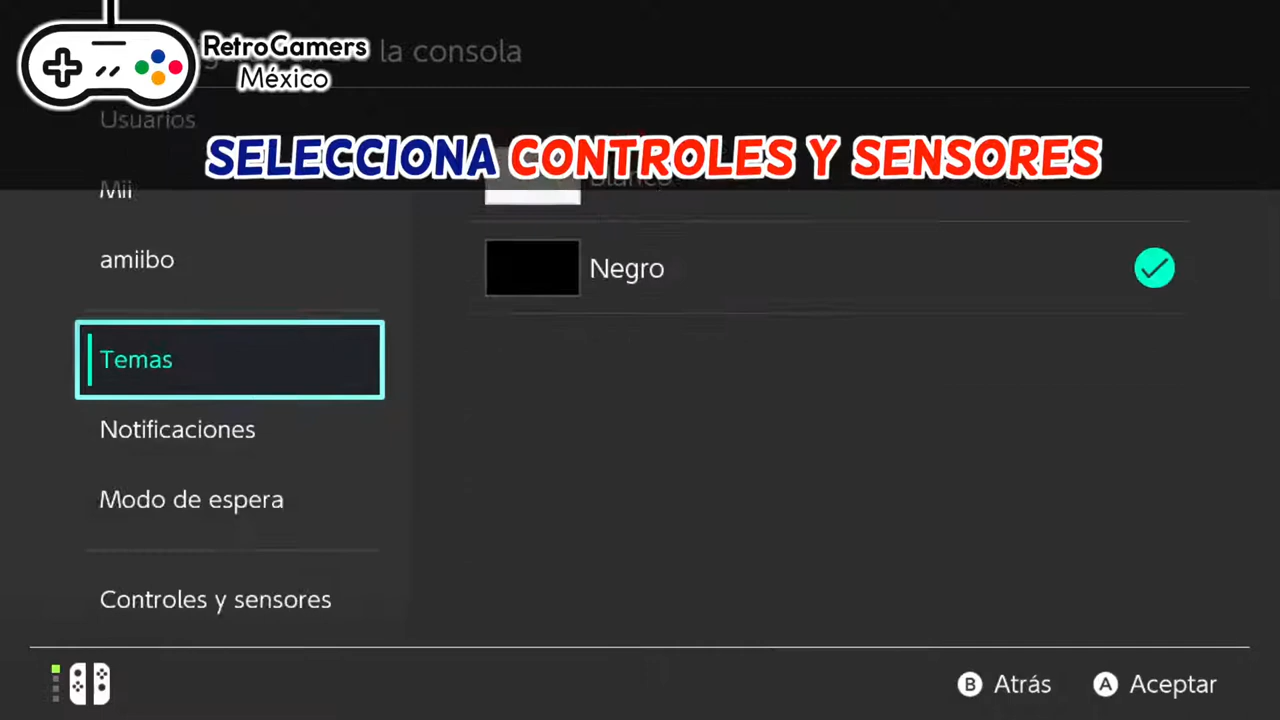 RetroGamers
México
la consola
Usuarios
SELECCIONA CONTROLES Y SENSORES
Mii
Blanco
amiibo
Negro
Temas
Notificaciones
Modo de espera
Controles y sensores
B Atrás
A Aceptar